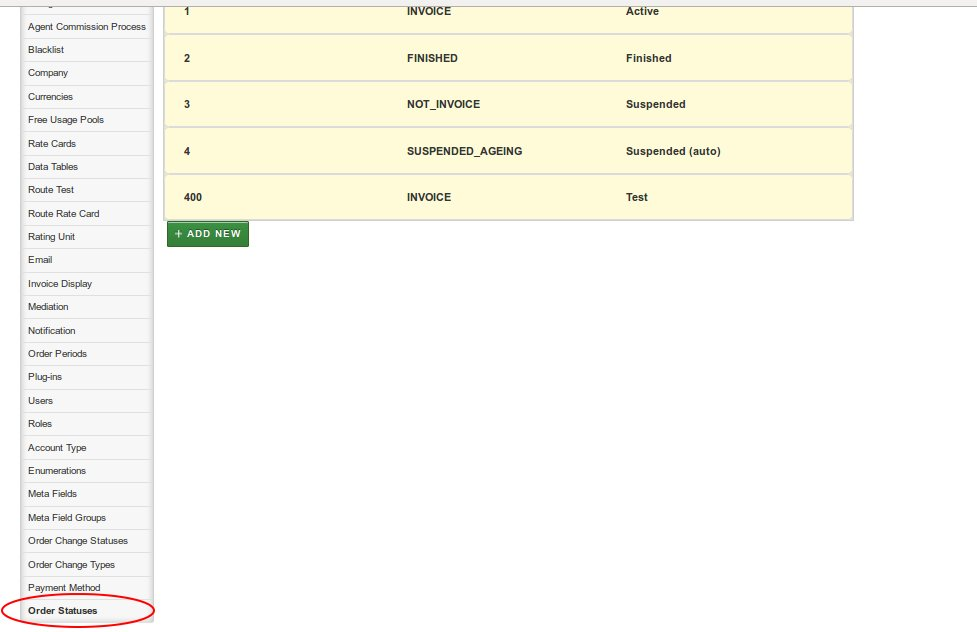 1 INVOICE Active
2 FINISHED Finished
3 NOT_INVOICE Suspended
4 SUSPENDED_AGEING Suspended (auto)
400 INVOICE Test
+ ADD NEW
Agent Commission Process
Blacklist
Company
Currencies
Free Usage Pools
Rate Cards
Data Tables
Route Test
Route Rate Card
Rating Unit
Email
Invoice Display
Mediation
Notification
Order Periods
Plug-ins
Users
Roles
Account Type
Enumerations
Meta Fields
Meta Field Groups
Order Change Statuses
Order Change Types
Payment Method
Order Statuses